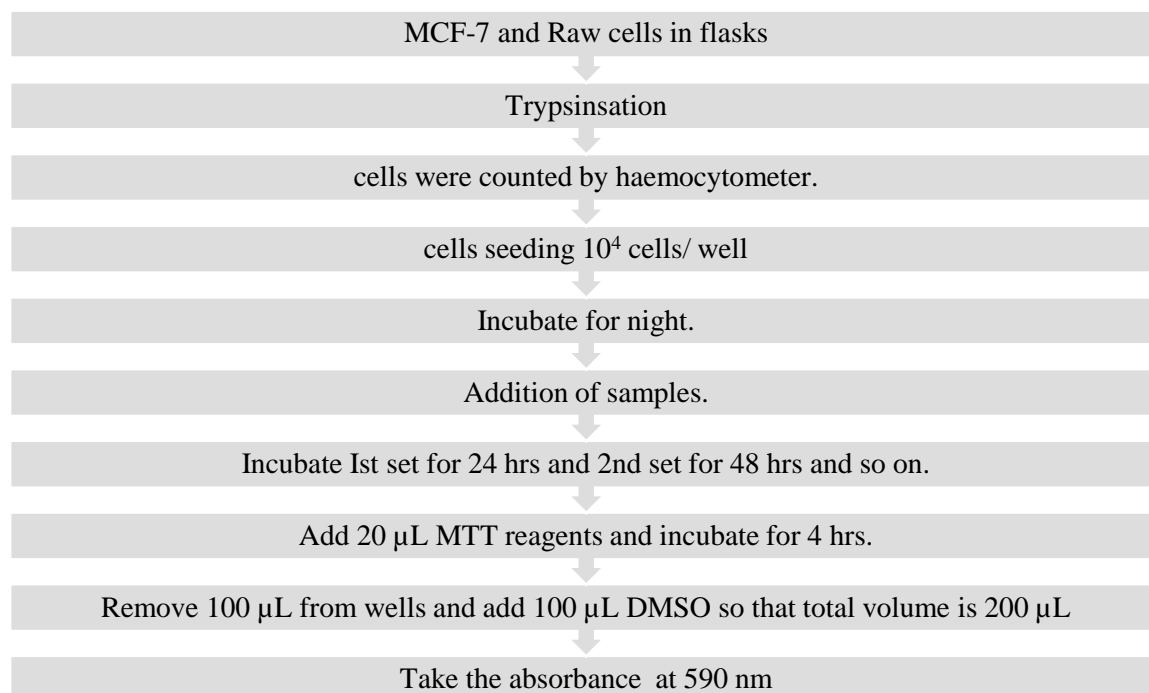 MCF-7 and Raw cells in flasks
Trypsinsation
cells were counted by haemocytometer.
cells seeding 10⁴ cells/ well
Incubate for night.
Addition of samples.
Incubate Ist set for 24 hrs and 2nd set for 48 hrs and so on.
Add 20 µL MTT reagents and incubate for 4 hrs.
Remove 100 µL from wells and add 100 µL DMSO so that total volume is 200 µL
Take the absorbance at 590 nm